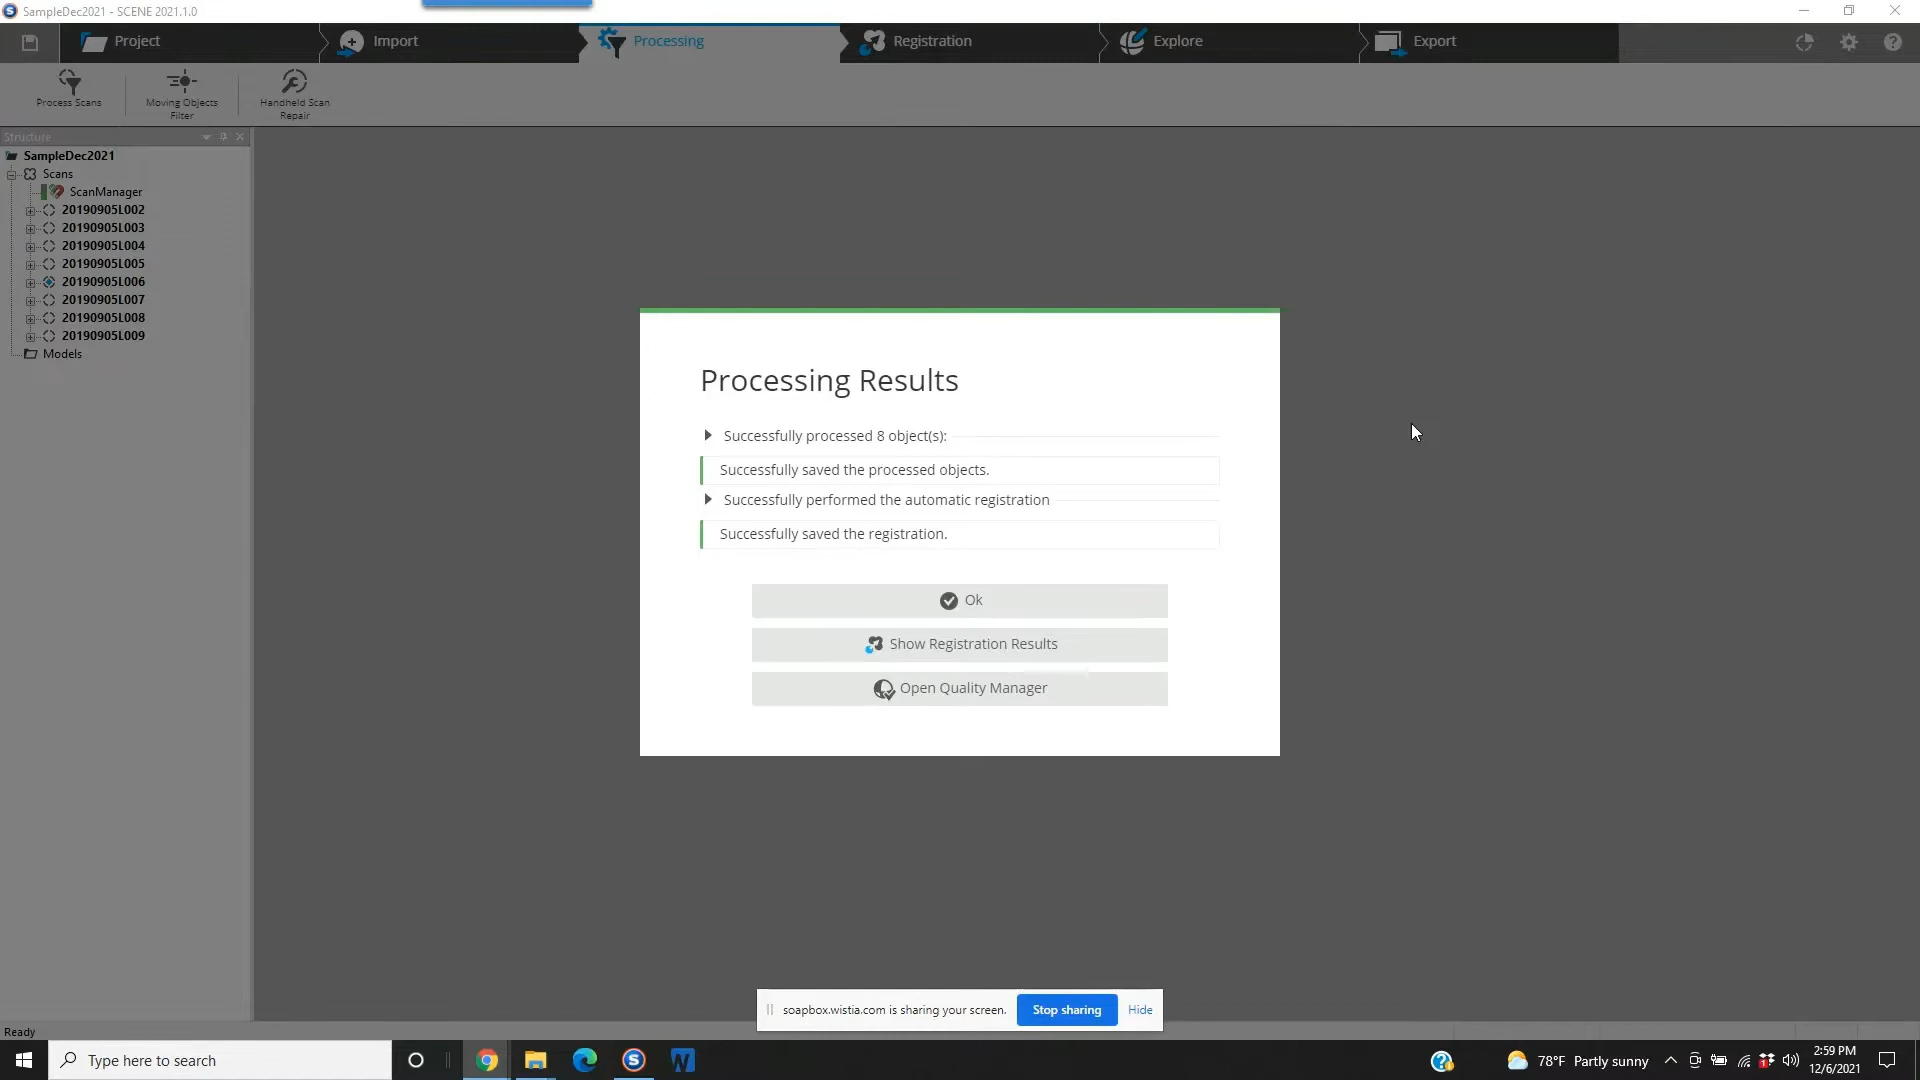 SampleDec2021 - SCENE 2021.1.0
Project
Import
Processing
Registration
Explore
Export
Process Scans
Moving Objects
Filter
Handheld Scan
Repair
Structure
SampleDec2021
Scans
ScanManager
20190905L002
20190905L003
20190905L004
20190905L005
20190905L006
20190905L007
20190905L008
20190905L009
Models
Processing Results
Successfully processed 8 object(s):
Successfully saved the processed objects.
Successfully performed the automatic registration
Successfully saved the registration.
Ok
Show Registration Results
Open Quality Manager
soapbox.wistia.com is sharing your screen.
Stop sharing
Hide
Ready
Type here to search
78°F Partly sunny
2:59 PM
12/6/2021